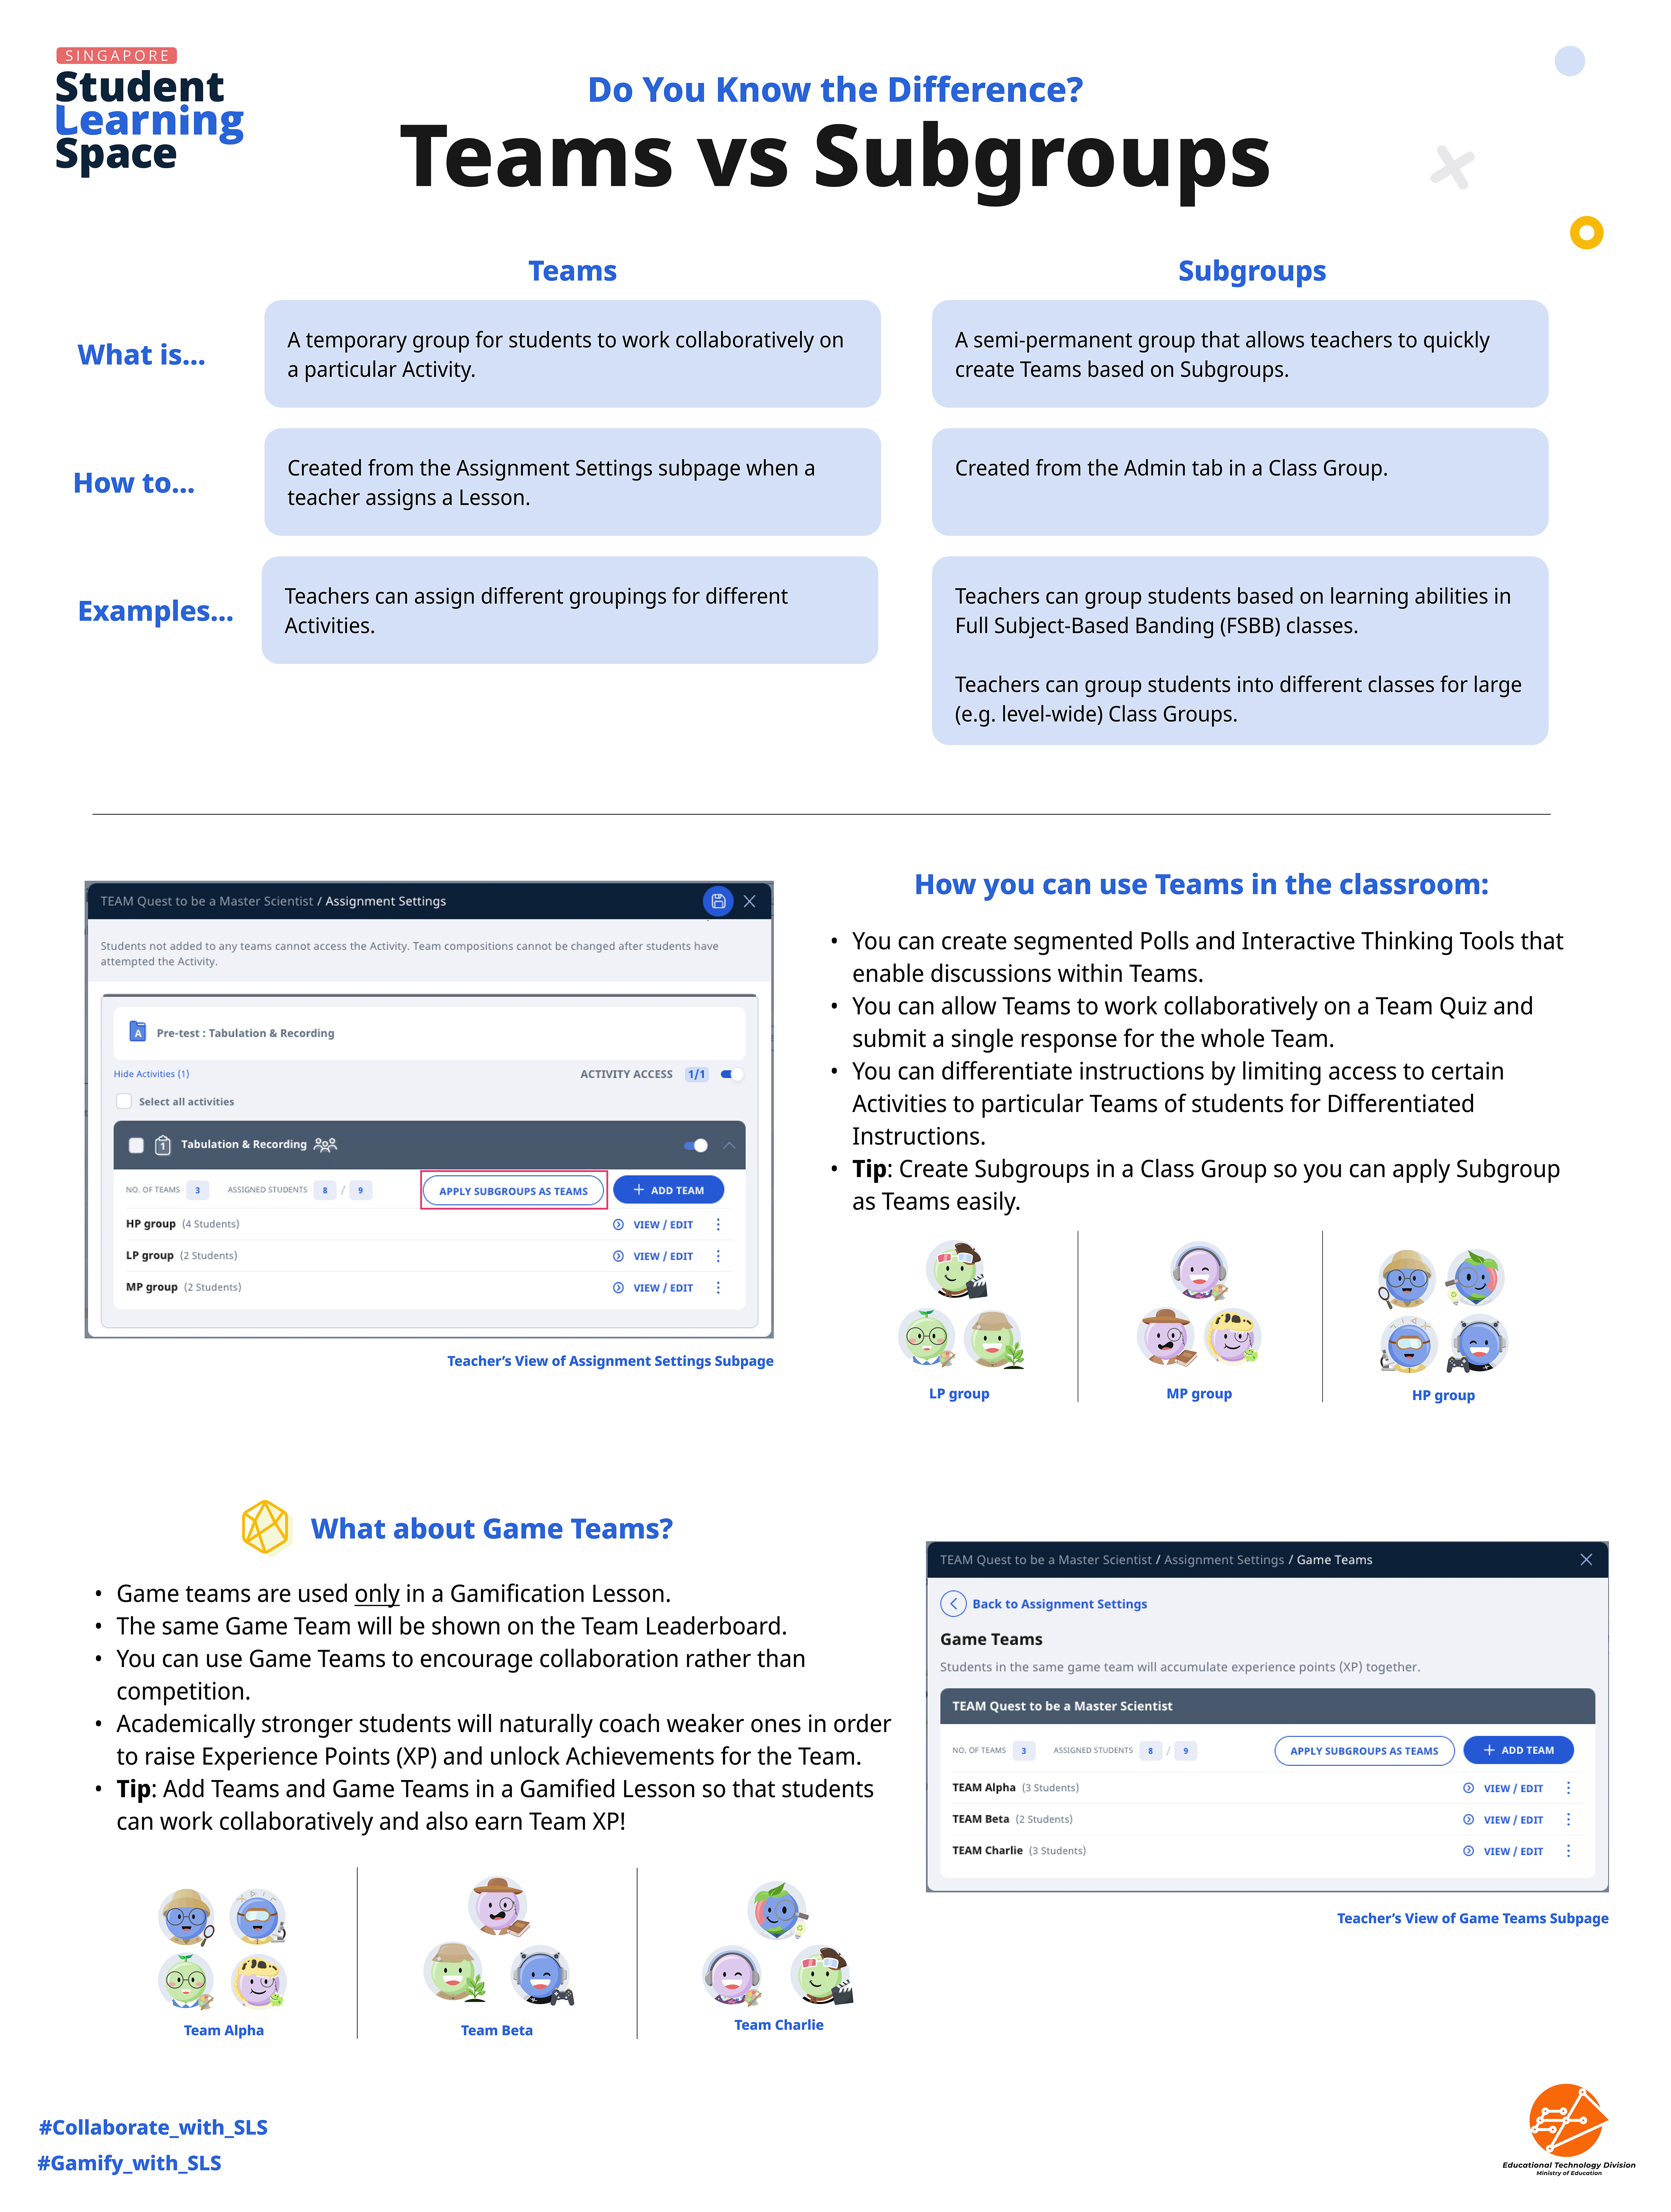 SINGAPORE
Student
Learning
Space
Do You Know the Difference?
Teams vs Subgroups
Teams
Subgroups
What is...
A temporary group for students to work collaboratively on
a particular Activity.
A semi-permanent group that allows teachers to quickly
create Teams based on Subgroups.
How to...
Created from the Assignment Settings subpage when a
teacher assigns a Lesson.
Created from the Admin tab in a Class Group.
Examples...
Teachers can assign different groupings for different
Activities.
Teachers can group students based on learning abilities in
Full Subject-Based Banding (FSBB) classes.
Teachers can group students into different classes for large
(e.g. level-wide) Class Groups.
TEAM Quest to be a Master Scientist / Assignment Settings
Students not added to any teams cannot access the Activity. Team compositions cannot be changed after students have
attempted the Activity.
A Pre-test : Tabulation & Recording
Hide Activities (1)
ACTIVITY ACCESS 1/1
Select all activities
1 Tabulation & Recording
NO. OF TEAMS 3 ASSIGNED STUDENTS 8 / 9 APPLY SUBGROUPS AS TEAMS + ADD TEAM
HP group (4 Students) VIEW / EDIT
LP group (2 Students) VIEW / EDIT
MP group (2 Students) VIEW / EDIT
Teacher's View of Assignment Settings Subpage
How you can use Teams in the classroom:
• You can create segmented Polls and Interactive Thinking Tools that
enable discussions within Teams.
• You can allow Teams to work collaboratively on a Team Quiz and
submit a single response for the whole Team.
• You can differentiate instructions by limiting access to certain
Activities to particular Teams of students for Differentiated
Instructions.
• Tip: Create Subgroups in a Class Group so you can apply Subgroup
as Teams easily.
LP group
MP group
HP group
What about Game Teams?
• Game teams are used only in a Gamification Lesson.
• The same Game Team will be shown on the Team Leaderboard.
• You can use Game Teams to encourage collaboration rather than
competition.
• Academically stronger students will naturally coach weaker ones in order
to raise Experience Points (XP) and unlock Achievements for the Team.
• Tip: Add Teams and Game Teams in a Gamified Lesson so that students
can work collaboratively and also earn Team XP!
Team Alpha
Team Beta
Team Charlie
TEAM Quest to be a Master Scientist / Assignment Settings / Game Teams
Back to Assignment Settings
Game Teams
Students in the same game team will accumulate experience points (XP) together.
TEAM Quest to be a Master Scientist
NO. OF TEAMS 3 ASSIGNED STUDENTS 8 / 9 APPLY SUBGROUPS AS TEAMS + ADD TEAM
TEAM Alpha (3 Students) VIEW / EDIT
TEAM Beta (2 Students) VIEW / EDIT
TEAM Charlie (3 Students) VIEW / EDIT
Teacher's View of Game Teams Subpage
#Collaborate_with_SLS
#Gamify_with_SLS
Educational Technology Division
Ministry of Education